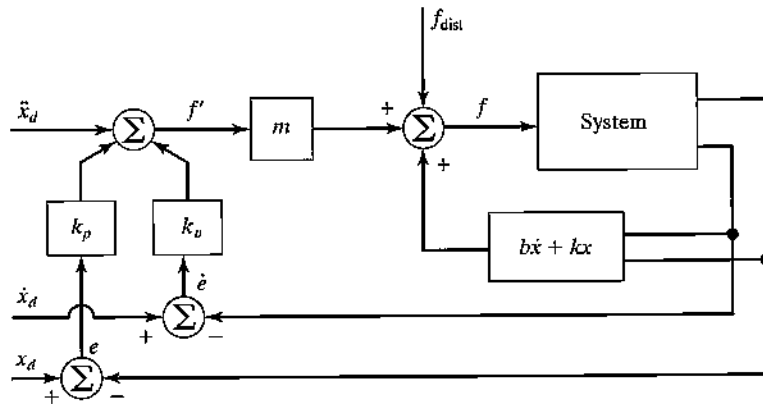 f_dist
ẍ_d
Σ
f′
m
+
Σ
+
f
System
k_p
k_v
bẋ + kx
ẋ_d
ė
+
Σ
−
x_d
e
+
Σ
−